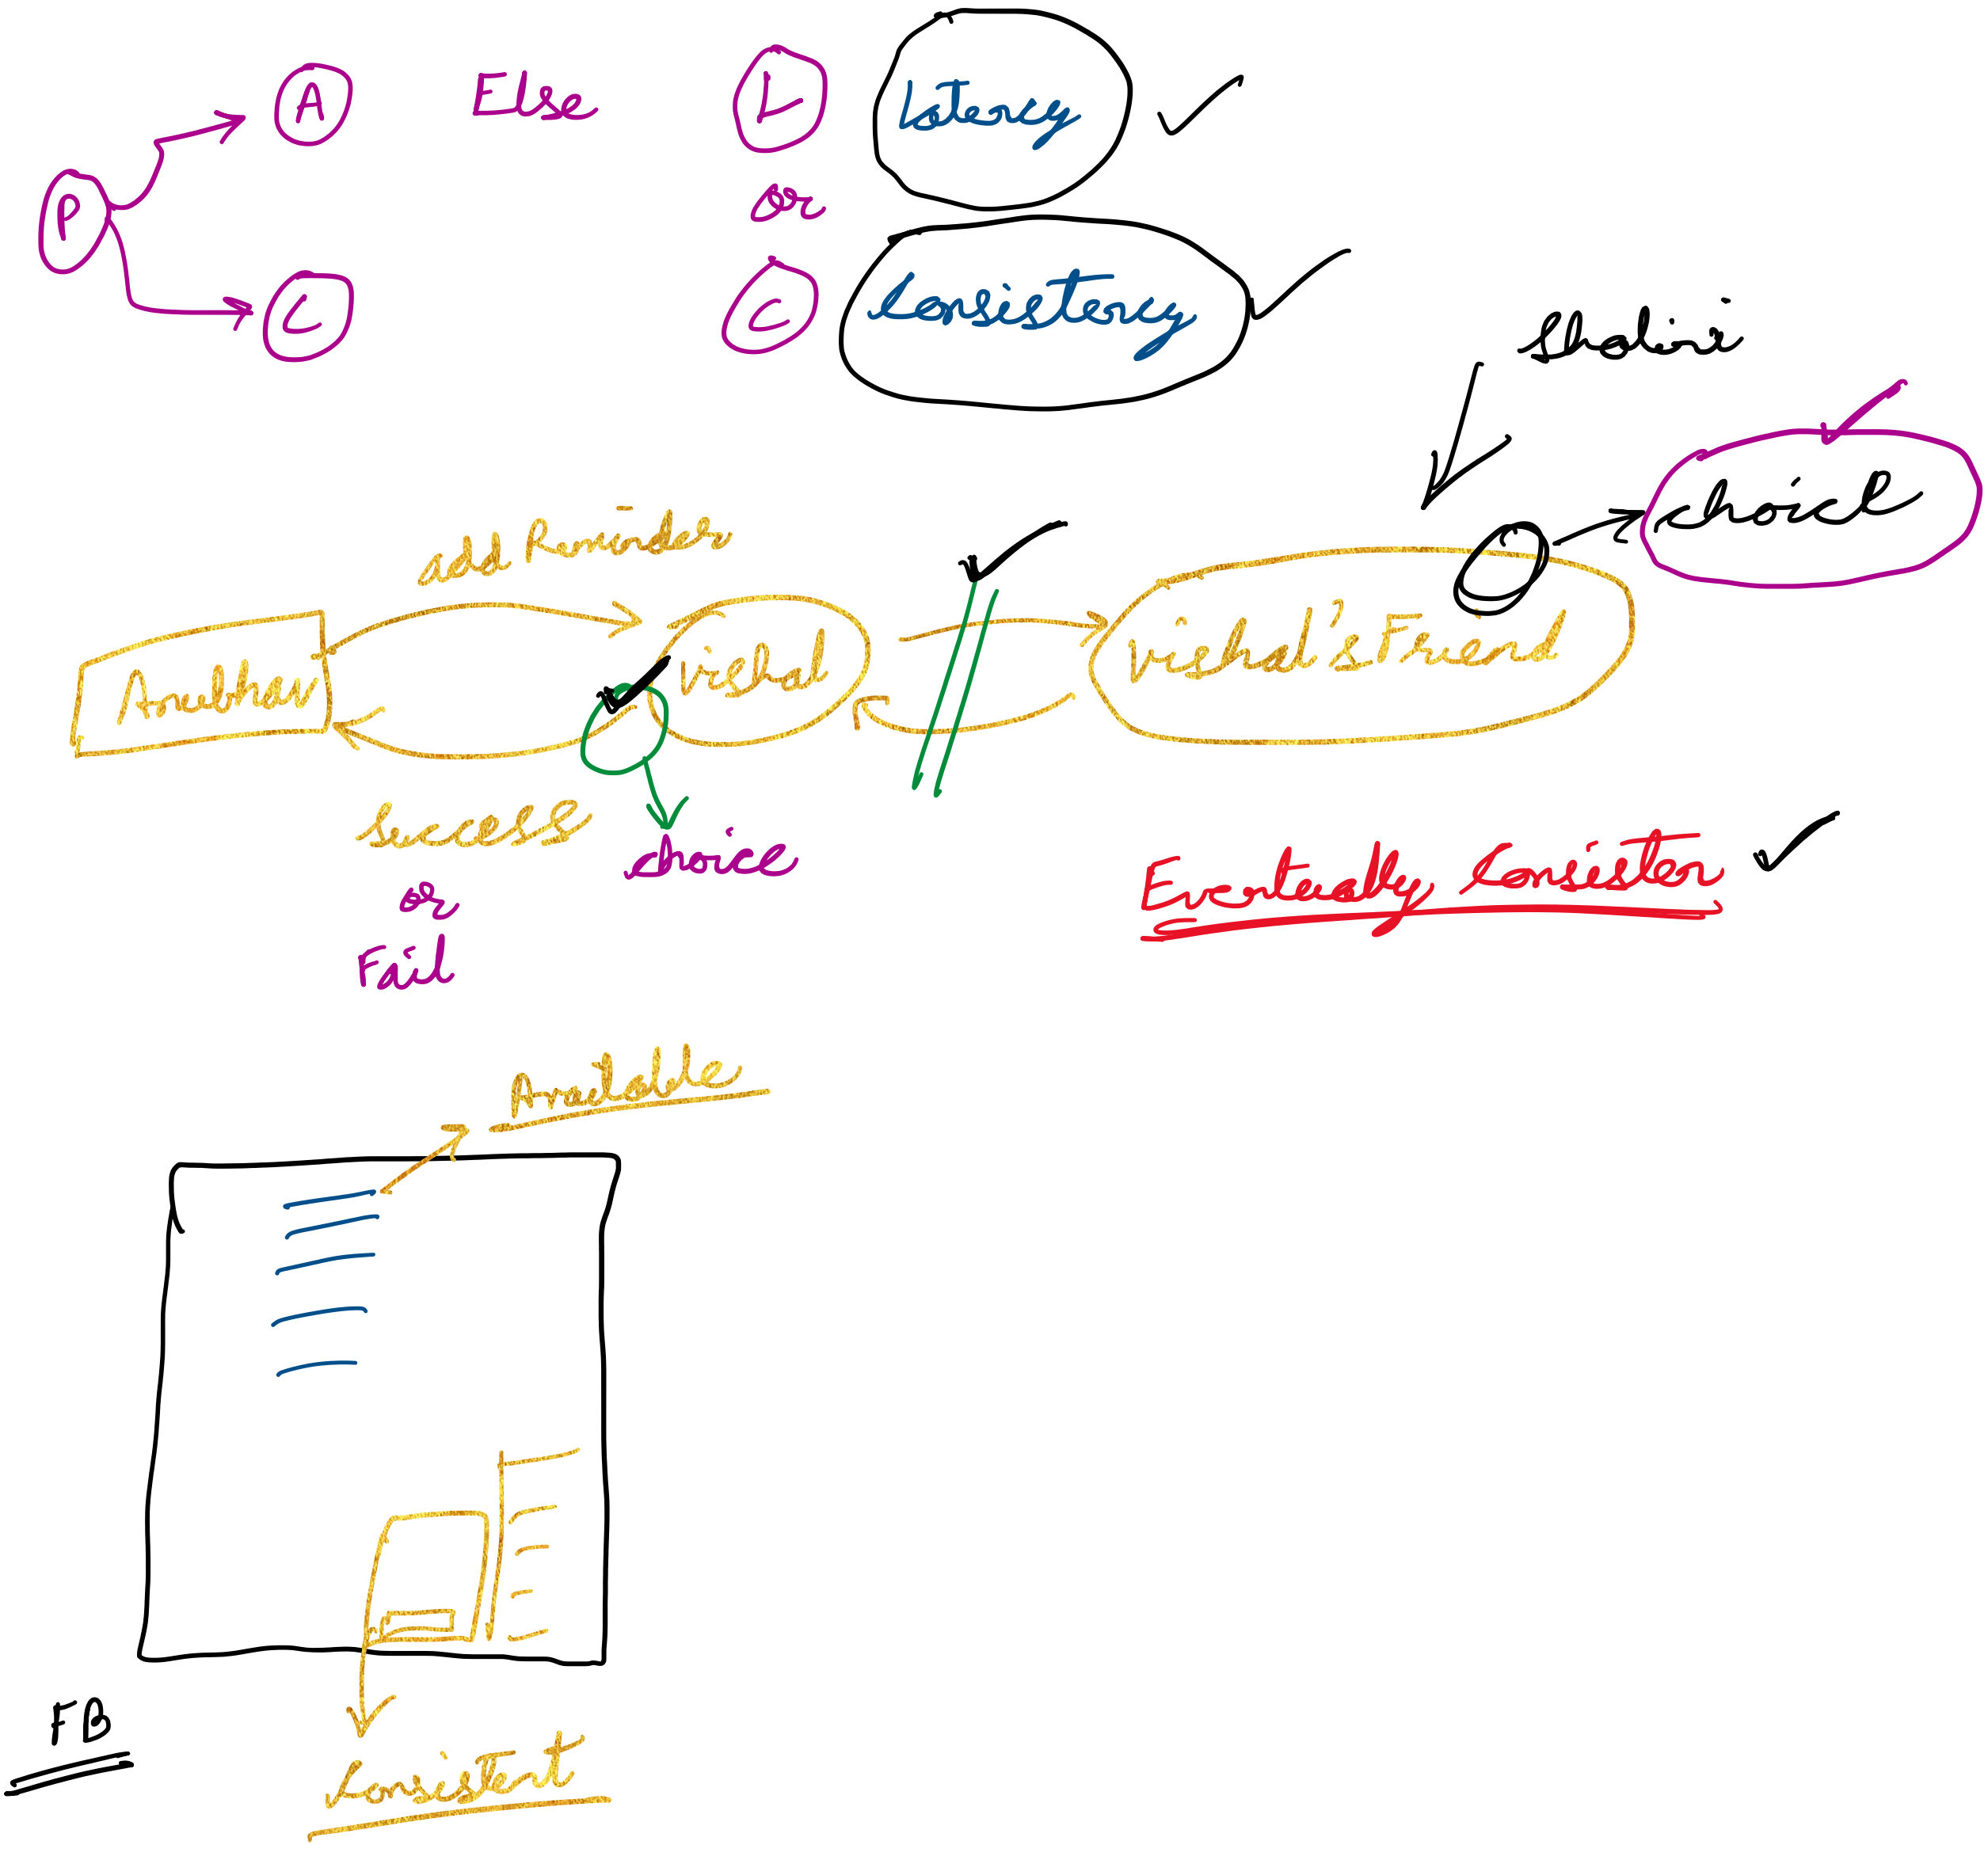 A Else L Latency
P or
C C Consistency
Shalini
choice
add Reminder
Anubhav Vishal Vishal's Friend
Success choice
or Eventually Consistent
Fail
Available
FB
Consistent